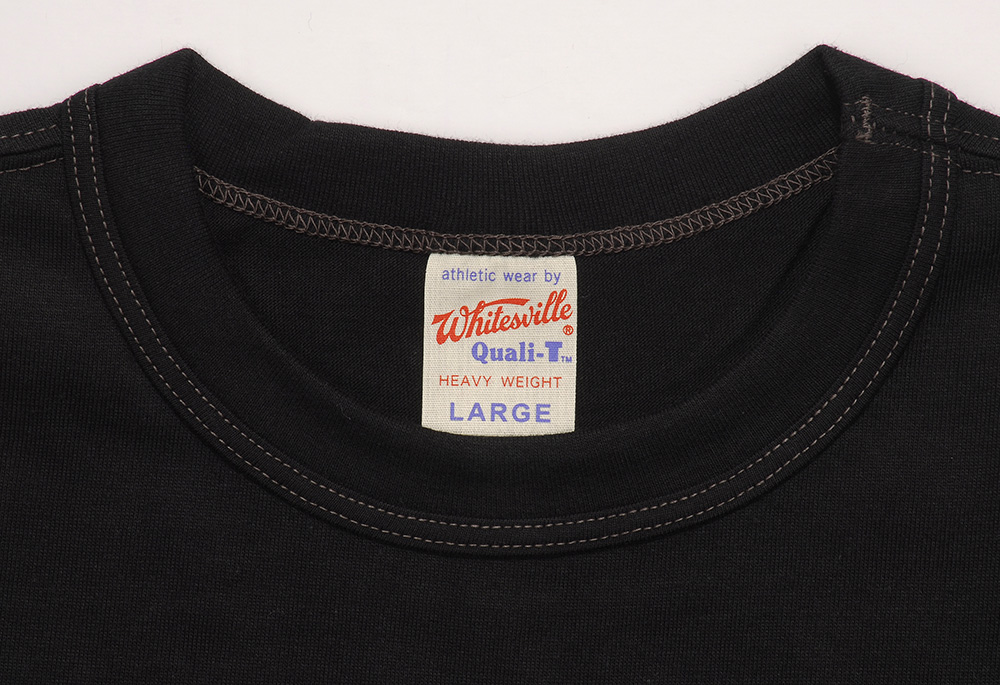 athletic wear by
Whitesville®
Quali-T™
HEAVY WEIGHT
LARGE